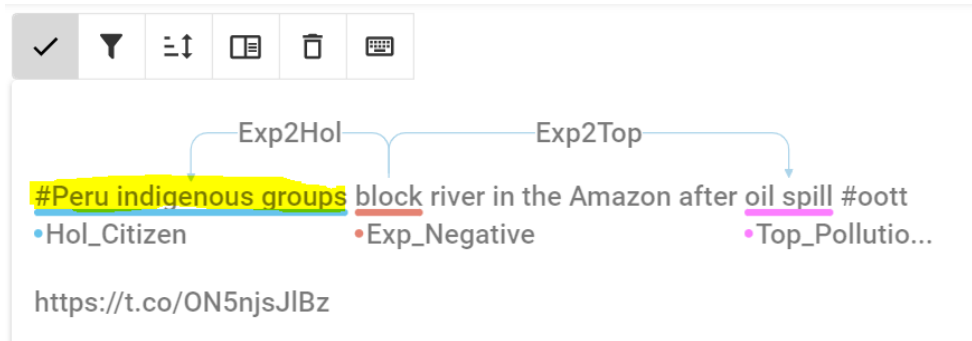 Exp2Hol Exp2Top
#Peru indigenous groups block river in the Amazon after oil spill #oott
•Hol_Citizen •Exp_Negative •Top_Pollutio...
https://t.co/ON5njsJlBz